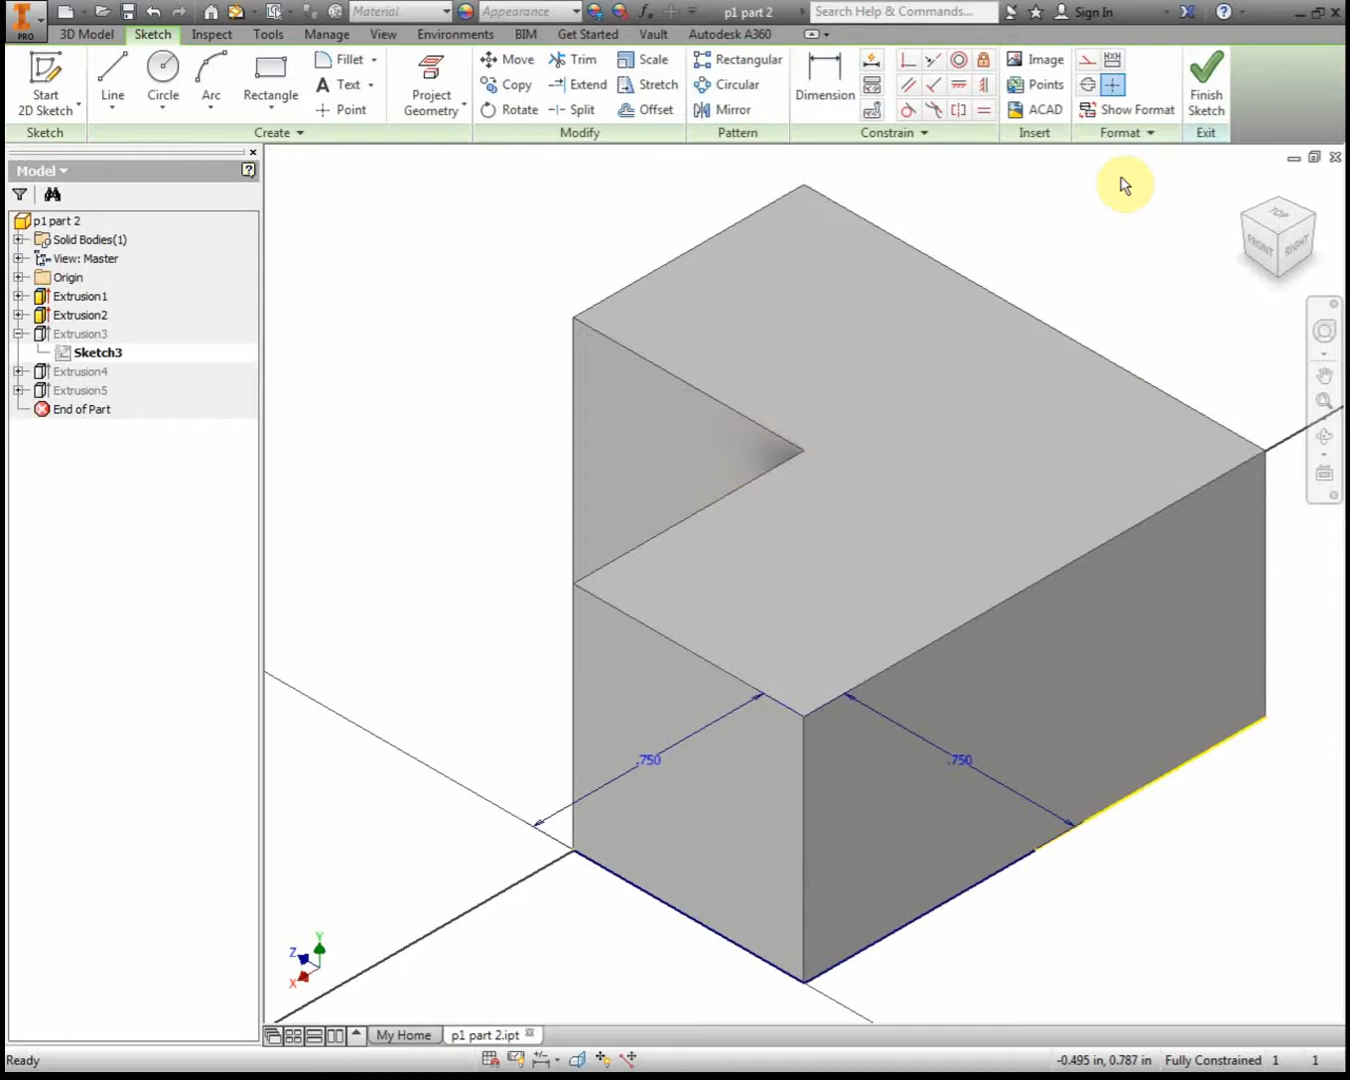 Material
Appearance
p1 part 2
Search Help & Commands...
Sign In
PRO
3D Model
Sketch
Inspect
Tools
Manage
View
Environments
BIM
Get Started
Vault
Autodesk A360
Start
2D Sketch
Line
Circle
Arc
Rectangle
Fillet
Text
Point
Project
Geometry
Move
Copy
Rotate
Trim
Extend
Split
Scale
Stretch
Offset
Rectangular
Circular
Mirror
Dimension
Image
Points
ACAD
Show Format
Finish
Sketch
Sketch
Create
Modify
Pattern
Constrain
Insert
Format
Exit
Model
p1 part 2
Solid Bodies(1)
View: Master
Origin
Extrusion1
Extrusion2
Extrusion3
Sketch3
Extrusion4
Extrusion5
End of Part
TOP
FRONT
RIGHT
.750
.750
Y
Z
X
My Home
p1 part 2.ipt
Ready
-0.495 in, 0.787 in
Fully Constrained
1
1